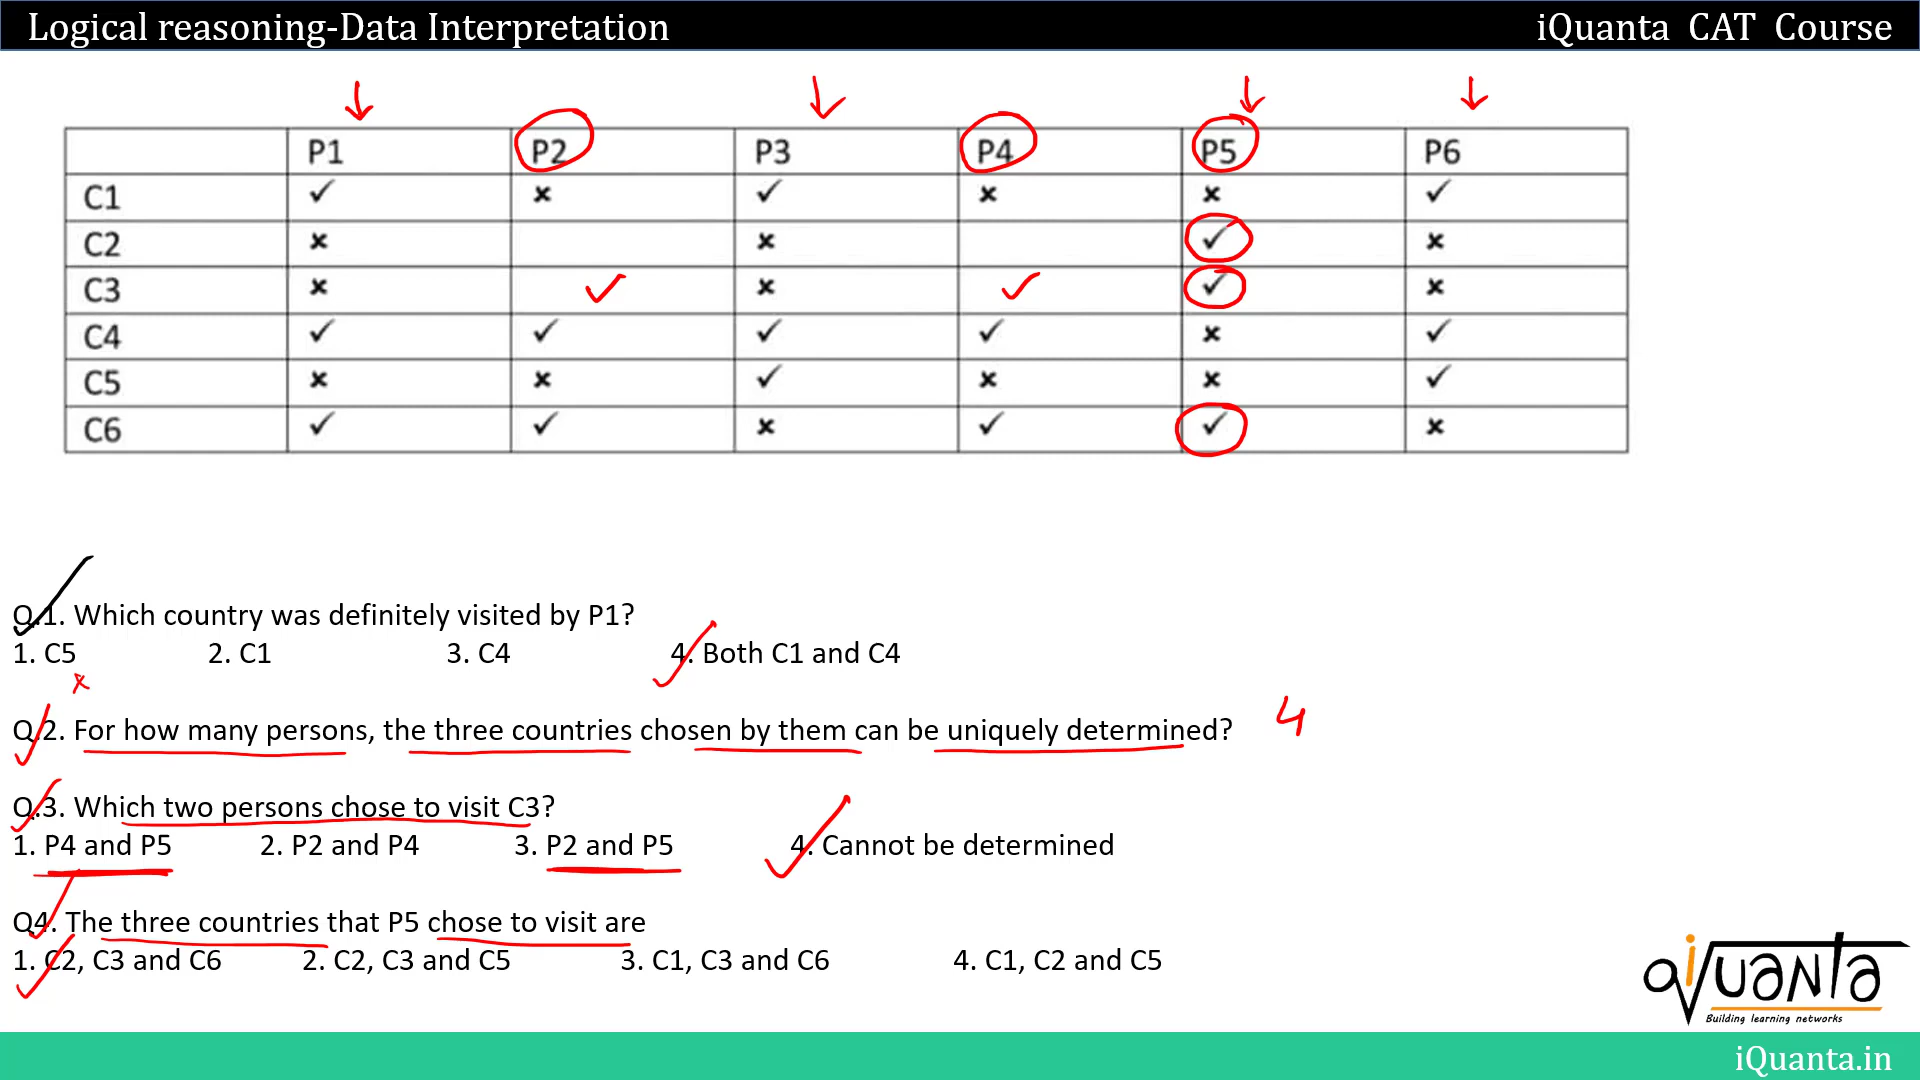 Logical reasoning-Data Interpretation
iQuanta CAT Course
P1 P2 P3 P4 P5 P6
C1 ✓ × ✓ × × ✓
C2 × × ✓ ×
C3 × ✓ × ✓ ✓ ×
C4 ✓ ✓ ✓ ✓ × ✓
C5 × × ✓ × × ✓
C6 ✓ ✓ × ✓ ✓ ×
Q.1. Which country was definitely visited by P1?
1. C5 2. C1 3. C4 4. Both C1 and C4
Q.2. For how many persons, the three countries chosen by them can be uniquely determined? 4
Q.3. Which two persons chose to visit C3?
1. P4 and P5 2. P2 and P4 3. P2 and P5 4. Cannot be determined
Q4. The three countries that P5 chose to visit are
1. C2, C3 and C6 2. C2, C3 and C5 3. C1, C3 and C6 4. C1, C2 and C5
iQuanta
Building learning networks
iQuanta.in